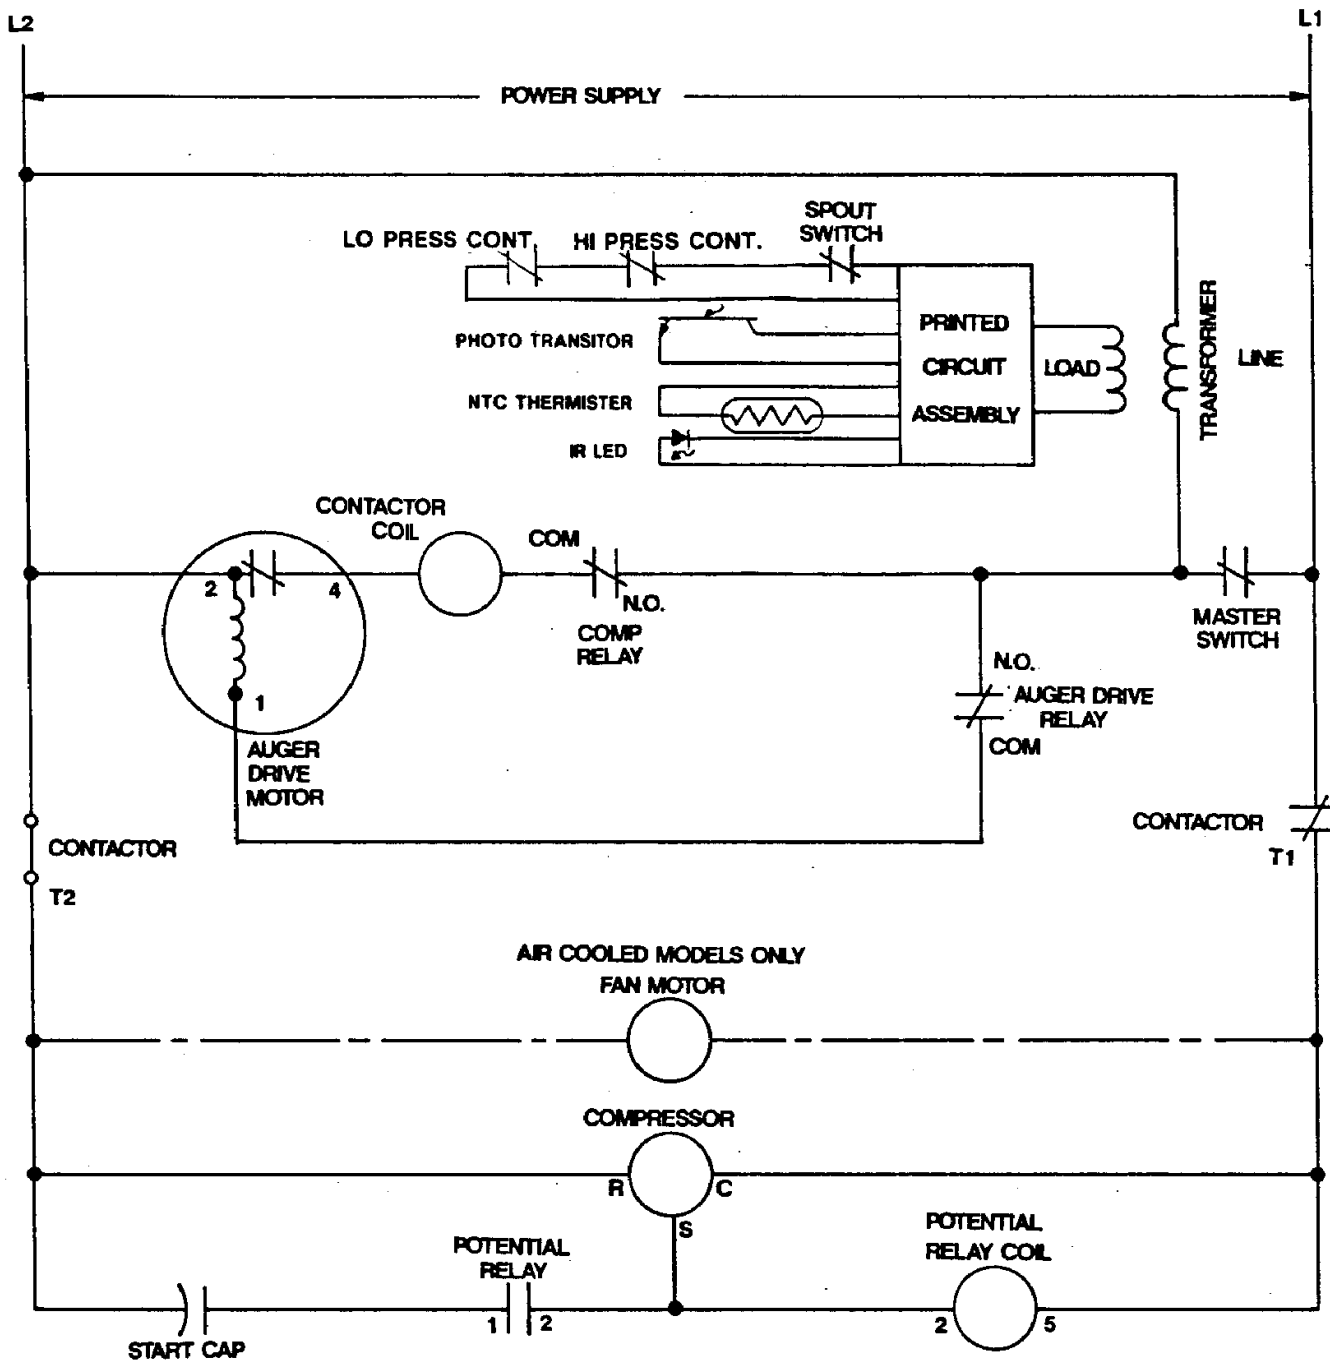 L2
L1
POWER SUPPLY
SPOUT
SWITCH
LO PRESS CONT.
HI PRESS CONT.
PRINTED
CIRCUIT
ASSEMBLY
LOAD
TRANSFORMER
LINE
PHOTO TRANSITOR
NTC THERMISTER
IR LED
CONTACTOR
COIL
COM
N.O.
COMP
RELAY
2
4
1
AUGER
DRIVE
MOTOR
MASTER
SWITCH
N.O.
AUGER DRIVE
RELAY
COM
CONTACTOR
T2
CONTACTOR
T1
AIR COOLED MODELS ONLY
FAN MOTOR
COMPRESSOR
R
C
S
POTENTIAL
RELAY
1
2
POTENTIAL
RELAY COIL
2
5
START CAP